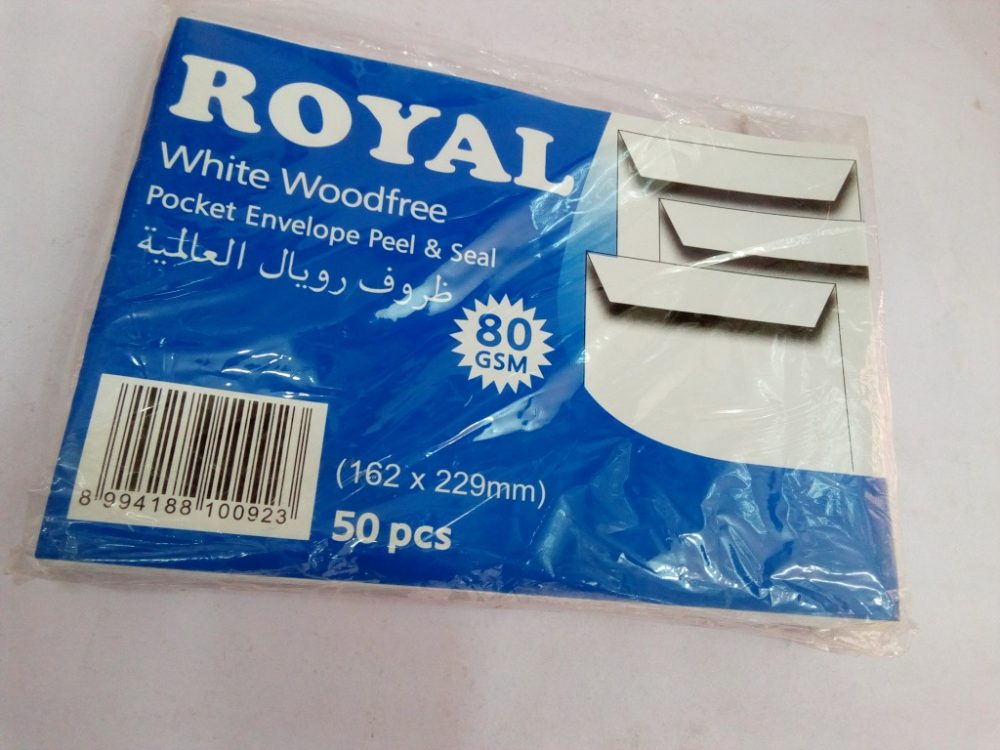 ROYAL
White Woodfree
Pocket Envelope Peel & Seal
ظروف رويال العالمية
80
GSM
(162 x 229mm)
50 pcs
8 994188 100923